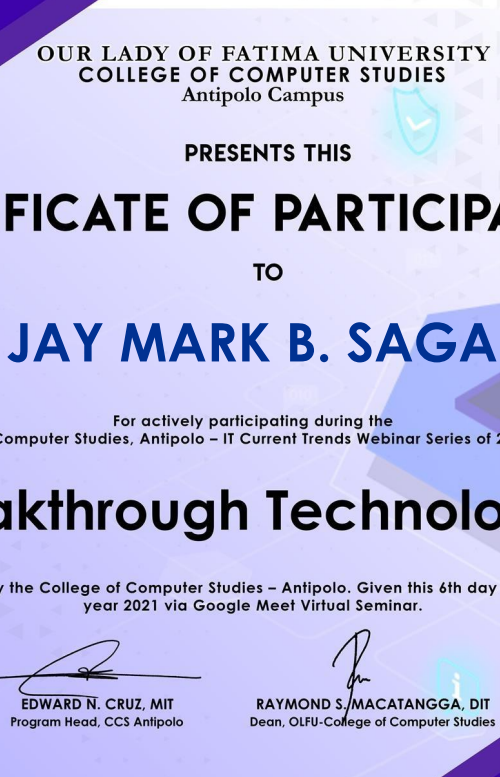 OUR LADY OF FATIMA UNIVERSITY
COLLEGE OF COMPUTER STUDIES
Antipolo Campus
PRESENTS THIS
FICATE OF PARTICIPA
TO
JAY MARK B. SAGA
For actively participating during the
Computer Studies, Antipolo – IT Current Trends Webinar Series of 2
akthrough Technolo
y the College of Computer Studies – Antipolo. Given this 6th day
year 2021 via Google Meet Virtual Seminar.
EDWARD N. CRUZ, MIT
Program Head, CCS Antipolo
RAYMOND S. MACATANGGA, DIT
Dean, OLFU-College of Computer Studies